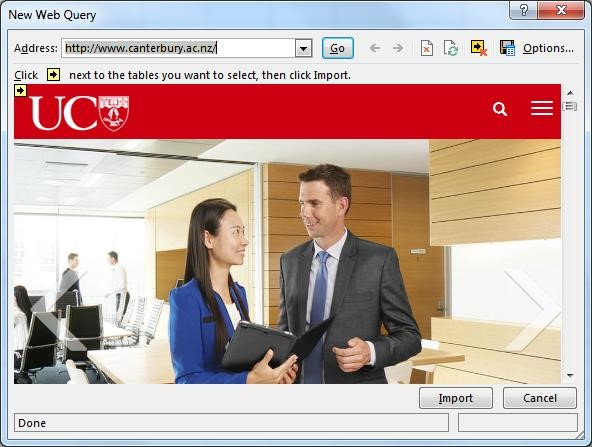 New Web Query
Address: http://www.canterbury.ac.nz/ Go Options...
Click next to the tables you want to select, then click Import.
UC
Import Cancel
Done